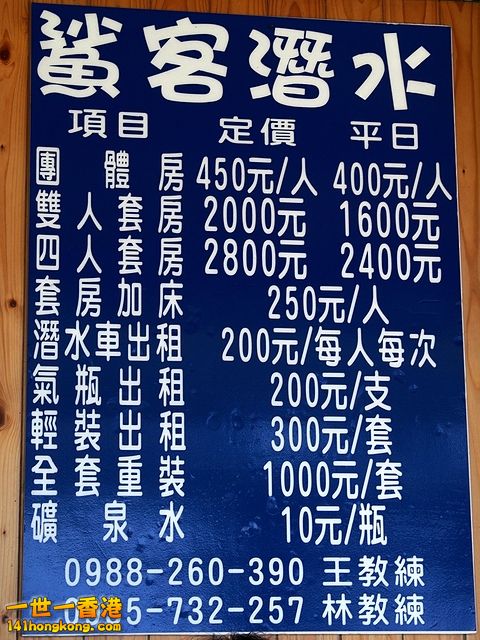 鯊客潛水
項目 定價 平日
團體房 450元/人 400元/人
雙人套房 2000元 1600元
四人套房 2800元 2400元
套房加床 250元/人
潛水車出租 200元/每人每次
氣瓶出租 200元/支
輕裝出租 300元/套
全套重裝 1000元/套
礦泉水 10元/瓶
0988-260-390 王教練
5-732-257 林教練
一世一香港
141hongkong.com